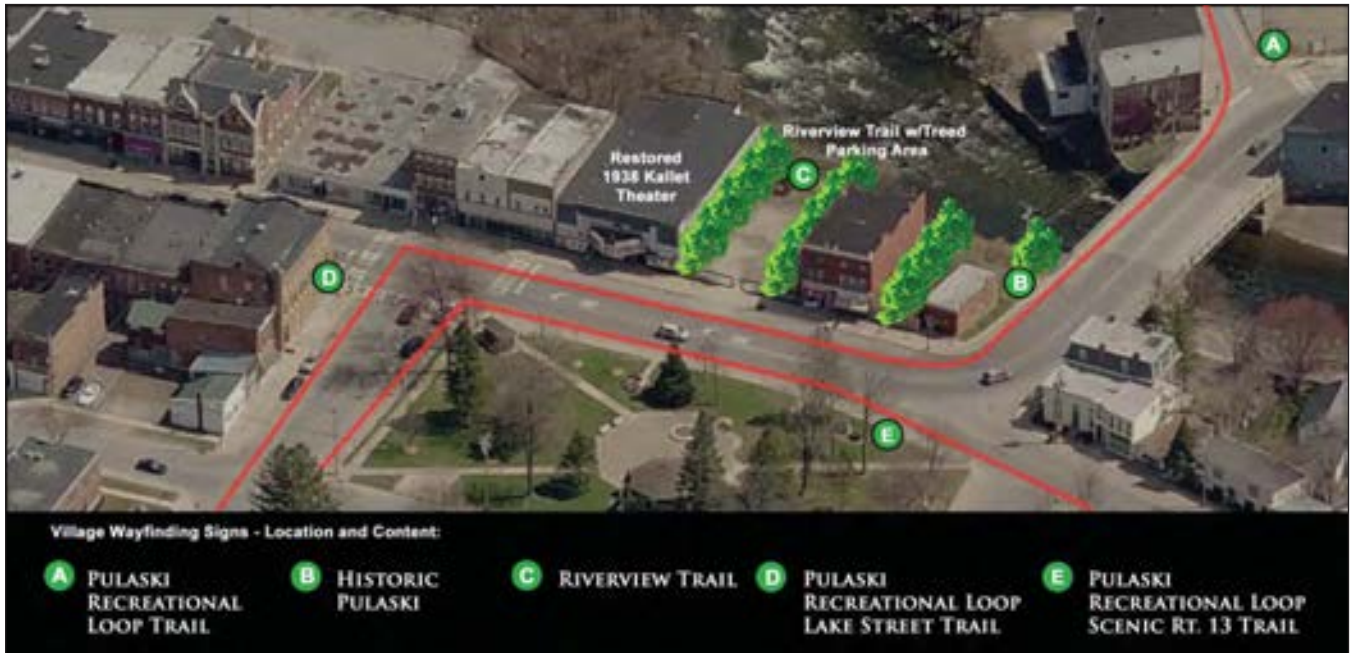 A
Riverview Trail w/Treed
Parking Area
Restored
1938 Kallet
Theater
C
D
B
E
Village Wayfinding Signs - Location and Content:
A PULASKI
RECREATIONAL
LOOP TRAIL
B HISTORIC
PULASKI
C RIVERVIEW TRAIL
D PULASKI
RECREATIONAL LOOP
LAKE STREET TRAIL
E PULASKI
RECREATIONAL LOOP
SCENIC RT. 13 TRAIL